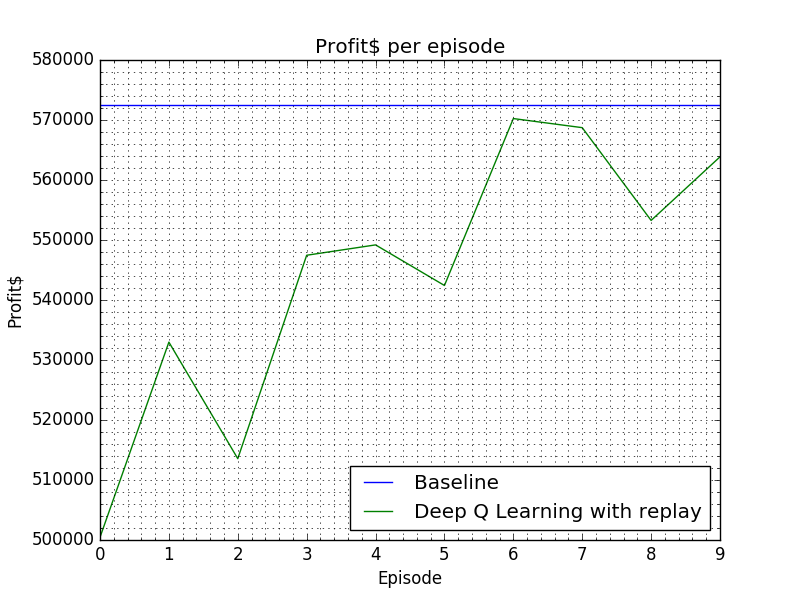 Profit$ per episode
580000
570000
560000
550000
540000
530000
520000
510000
500000
Profit$
Baseline
Deep Q Learning with replay
0 1 2 3 4 5 6 7 8 9
Episode